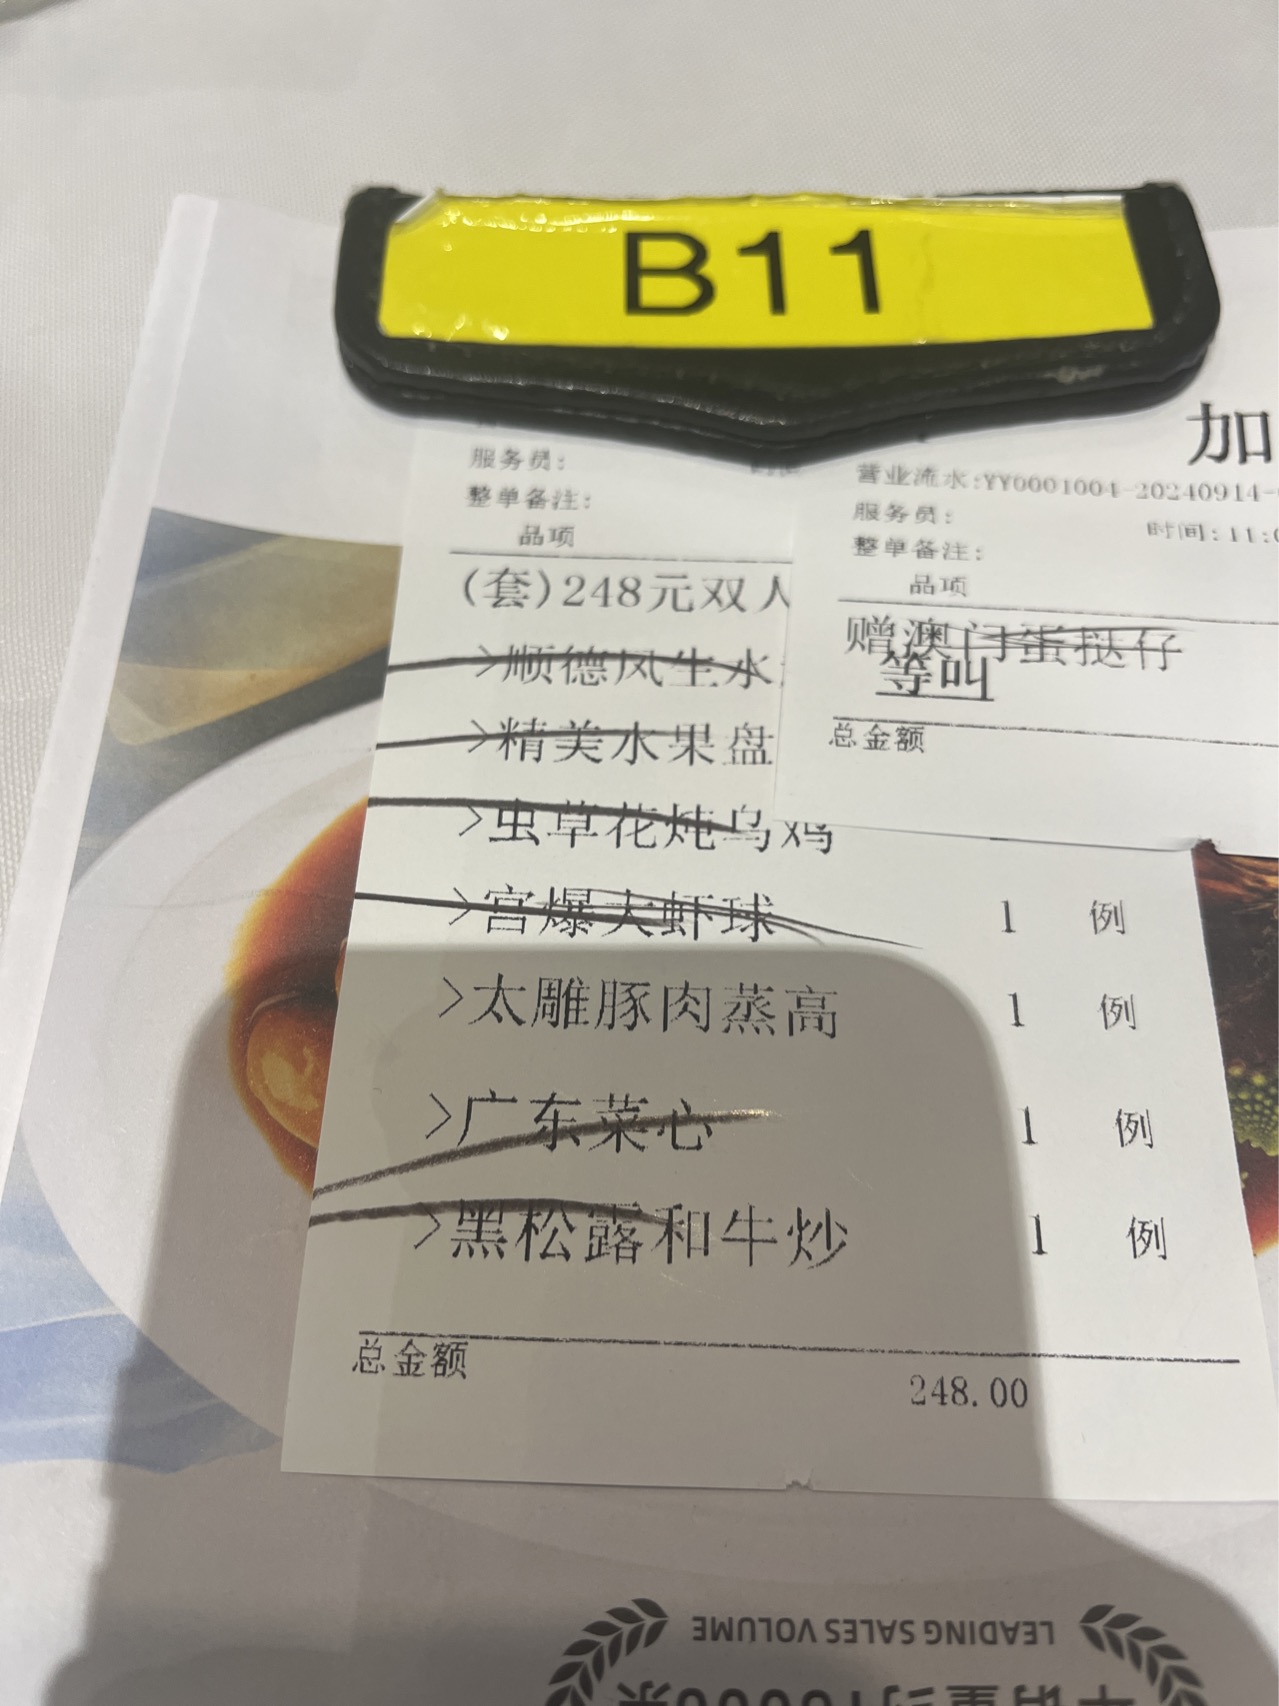 B11
服务员:
整单备注:
品项
(套)248元双人
>顺德风生水
>精美水果盘
>虫草花炖乌鸡
>宫爆大虾球 1 例
>太雕豚肉蒸高 1 例
>广东菜心 1 例
>黑松露和牛炒 1 例
总金额
248.00
加
营业流水:YY0001004-20240914-
服务员:
时间:11:0
整单备注:
品项
赠澳门蛋挞仔
等叫
总金额
LEADING SALES VOLUME